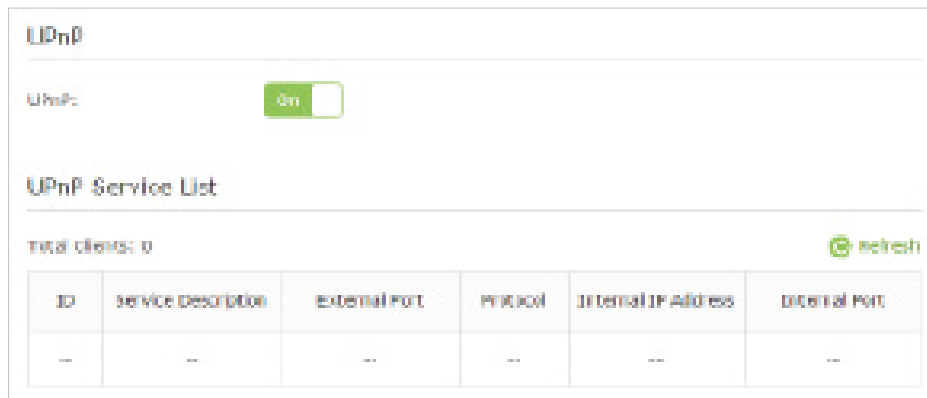 UPnP
UPnP: On
UPnP Service List
Total Clients: 0 Refresh
ID Service Description External Port Protocol Internal IP Address Internal Port
--- --- --- --- --- ---